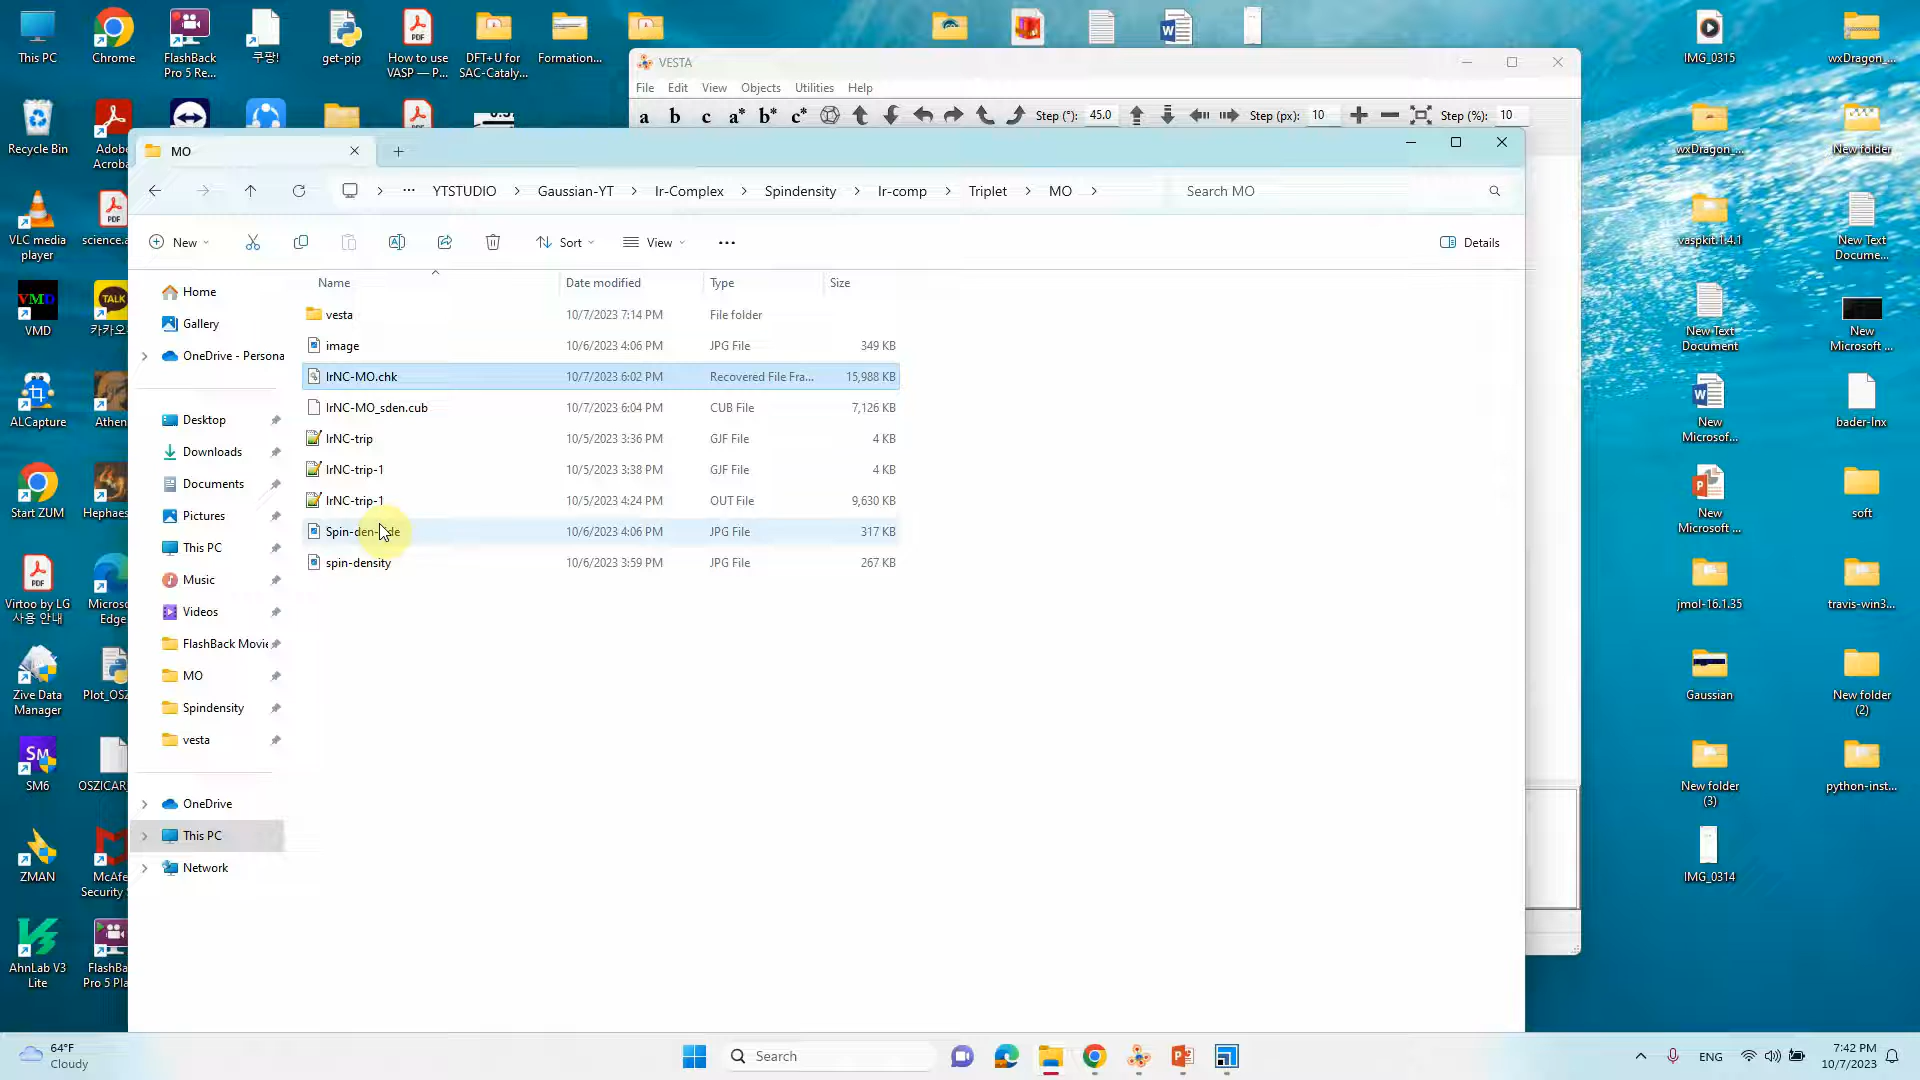 This PC
Chrome
FlashBack
Pro 5 Re...
쿠팡!
get-pip
How to use
VASP — P...
DFT+U for
SAC-Cataly...
Formation...
IMG_0315
wxDragon_...
VESTA
File Edit View Objects Utilities Help
a b c a* b* c* Step (°): 45.0 Step (px): 10 Step (%): 10
Recycle Bin
Adobe
Acroba
wxDragon_...
New folder
MO
YTSTUDIO > Gaussian-YT > Ir-Complex > Spindensity > Ir-comp > Triplet > MO >
Search MO
VLC media
player
science.a
vaspkit.1.4.1
New Text
Docume...
New
Sort
View
Details
Name Date modified Type Size
vesta 10/7/2023 7:14 PM File folder
image 10/6/2023 4:06 PM JPG File 349 KB
IrNC-MO.chk 10/7/2023 6:02 PM Recovered File Fra... 15,988 KB
IrNC-MO_sden.cub 10/7/2023 6:04 PM CUB File 7,126 KB
IrNC-trip 10/5/2023 3:36 PM GJF File 4 KB
IrNC-trip-1 10/5/2023 3:38 PM GJF File 4 KB
IrNC-trip-1 10/5/2023 4:24 PM OUT File 9,630 KB
Spin-den- de 10/6/2023 4:06 PM JPG File 317 KB
spin-density 10/6/2023 3:59 PM JPG File 267 KB
Home
Gallery
OneDrive - Persona
Desktop
Downloads
Documents
Pictures
This PC
Music
Videos
FlashBack Movie
MO
Spindensity
vesta
OneDrive
This PC
Network
VMD
VMD
TALK
카카오
New Text
Document
New
Microsoft ...
ALCapture
Athen
New
Microsof...
bader-lnx
Start ZUM
Hephaes
New
Microsoft ...
soft
Virtoo by LG
사용 안내
Micros
Edge
jmol-16.1.35
travis-win3...
Zive Data
Manager
Plot_OSZ
Gaussian
New folder
(2)
SM
SM6
OSZICAR
New folder
(3)
python-inst...
ZMAN
McAfe
Security
IMG_0314
AhnLab V3
Lite
FlashBa
Pro 5 Pla
64°F
Cloudy
Search
ENG
7:42 PM
10/7/2023